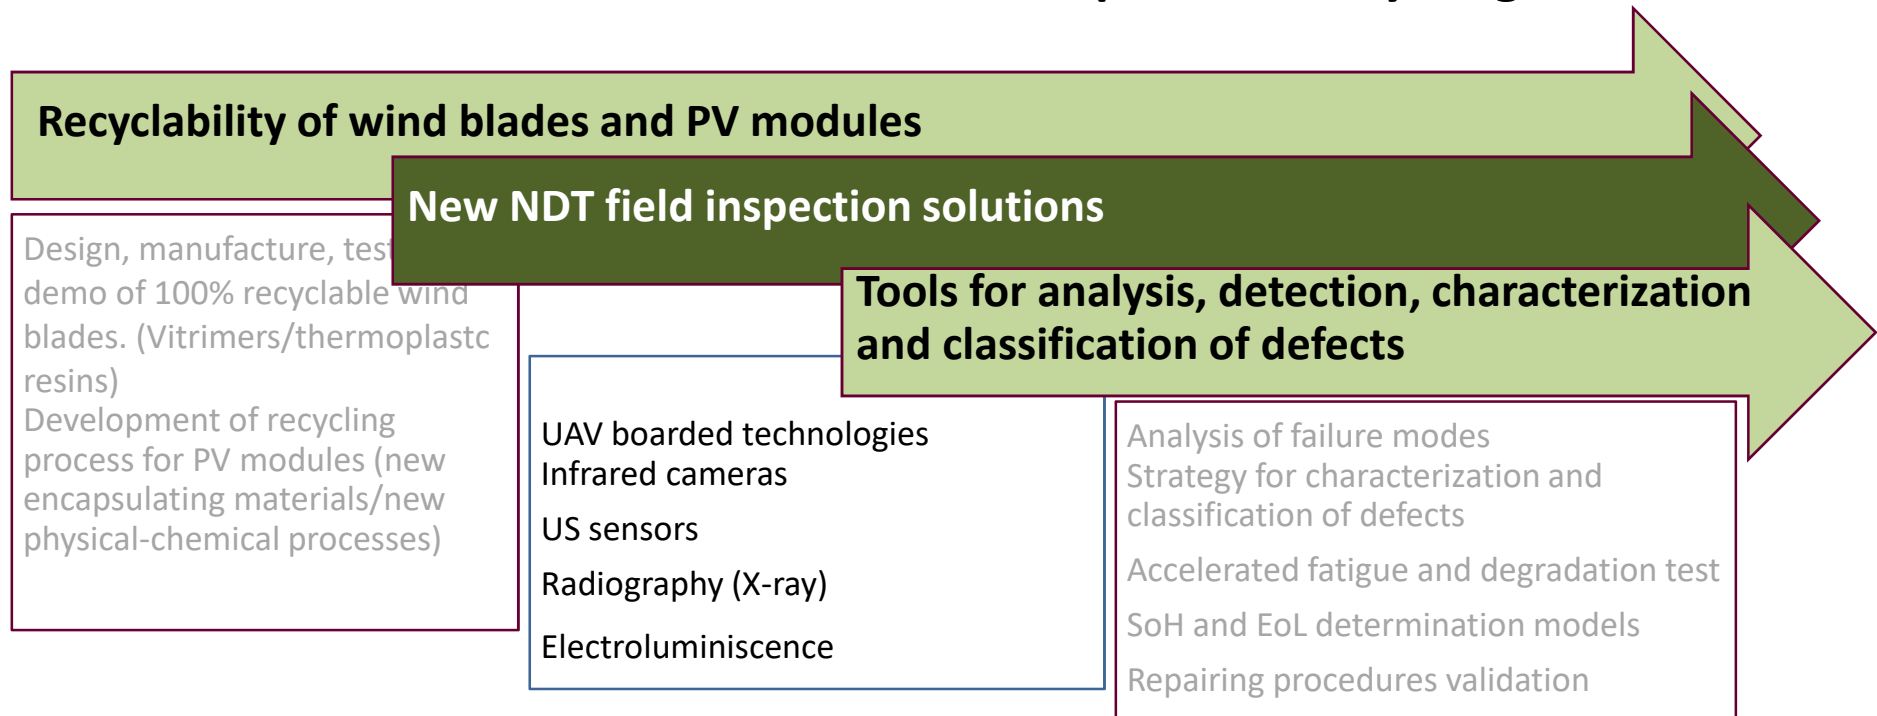 Recyclability of wind blades and PV modules
New NDT field inspection solutions
Tools for analysis, detection, characterization
and classification of defects
Design, manufacture, test
demo of 100% recyclable wind
blades. (Vitrimers/thermoplastc
resins)
Development of recycling
process for PV modules (new
encapsulating materials/new
physical-chemical processes)
UAV boarded technologies
Infrared cameras
US sensors
Radiography (X-ray)
Electroluminiscence
Analysis of failure modes
Strategy for characterization and
classification of defects
Accelerated fatigue and degradation test
SoH and EoL determination models
Repairing procedures validation